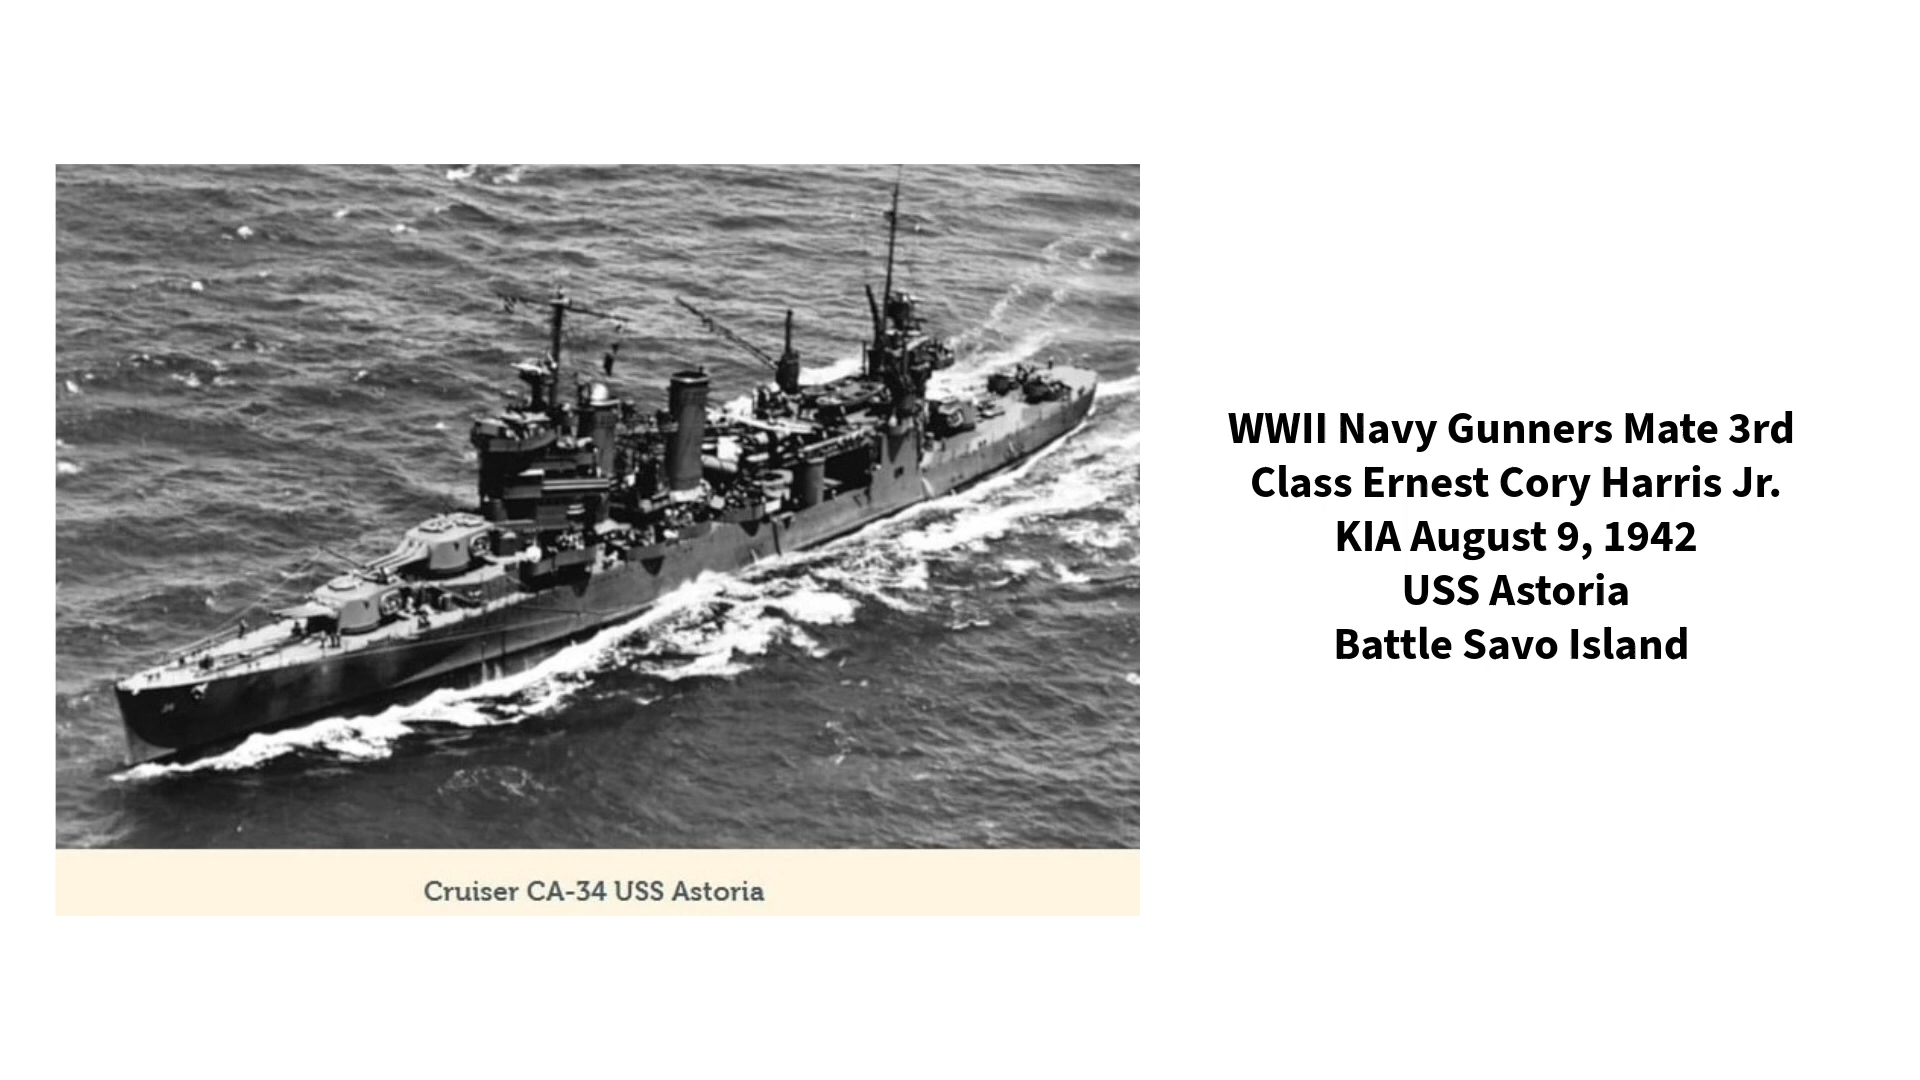 WWII Navy Gunners Mate 3rd
Class Ernest Cory Harris Jr.
KIA August 9, 1942
USS Astoria
Battle Savo Island
Cruiser CA-34 USS Astoria